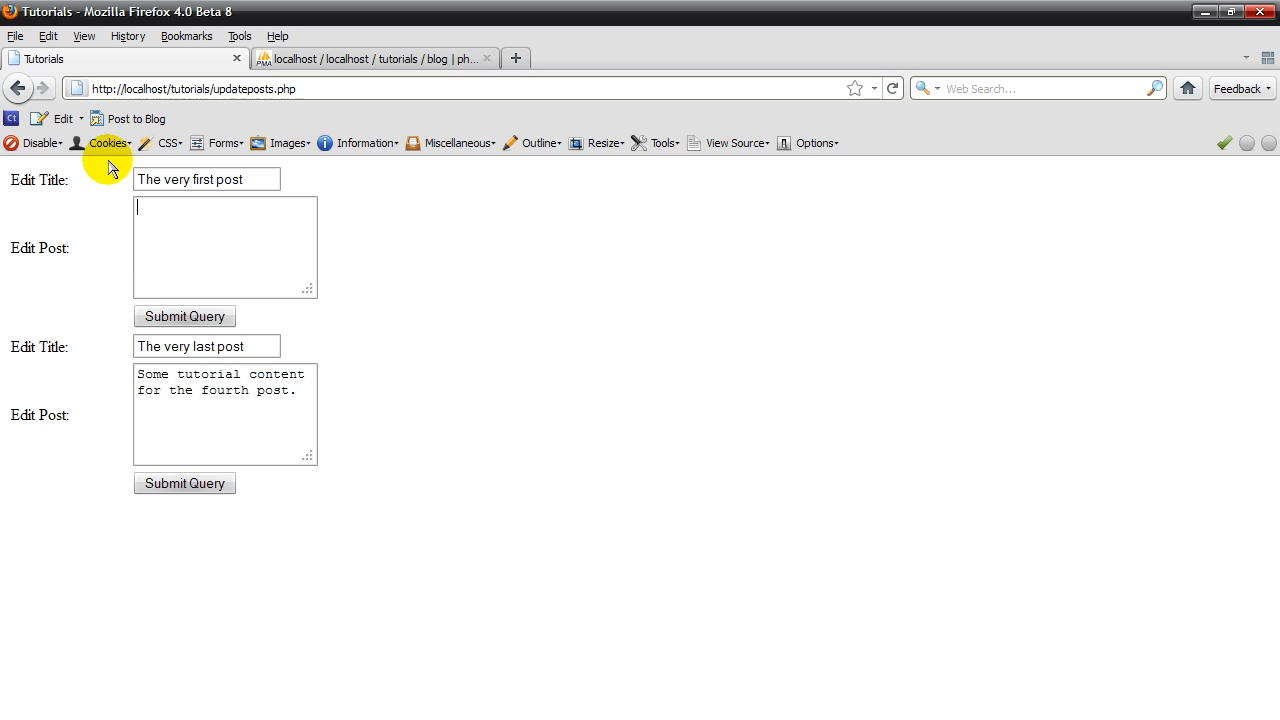 Tutorials - Mozilla Firefox 4.0 Beta 8
File Edit View History Bookmarks Tools Help
Tutorials
localhost / localhost / tutorials / blog | ph...
http://localhost/tutorials/updateposts.php
Web Search...
Feedback
Ct
Edit
Post to Blog
Disable Cookies CSS Forms Images Information Miscellaneous Outline Resize Tools View Source Options
Edit Title:
The very first post
Edit Post:
Submit Query
Edit Title:
The very last post
Edit Post:
Some tutorial content
for the fourth post.
Submit Query